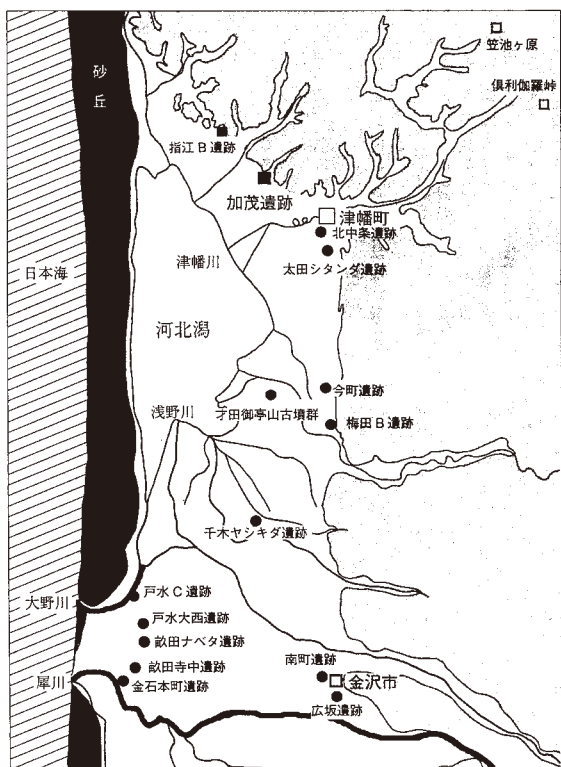 笠池ヶ原
倶利伽羅峠
砂丘
指江B遺跡
加茂遺跡
津幡町
北中条遺跡
太田シタンダ遺跡
津幡川
日本海
河北潟
今町遺跡
才田御亭山古墳群
梅田B遺跡
浅野川
千木ヤシキダ遺跡
戸水C遺跡
大野川
戸水大西遺跡
畝田ナベタ遺跡
畝田寺中遺跡
南町遺跡
犀川
金石本町遺跡
金沢市
広坂遺跡